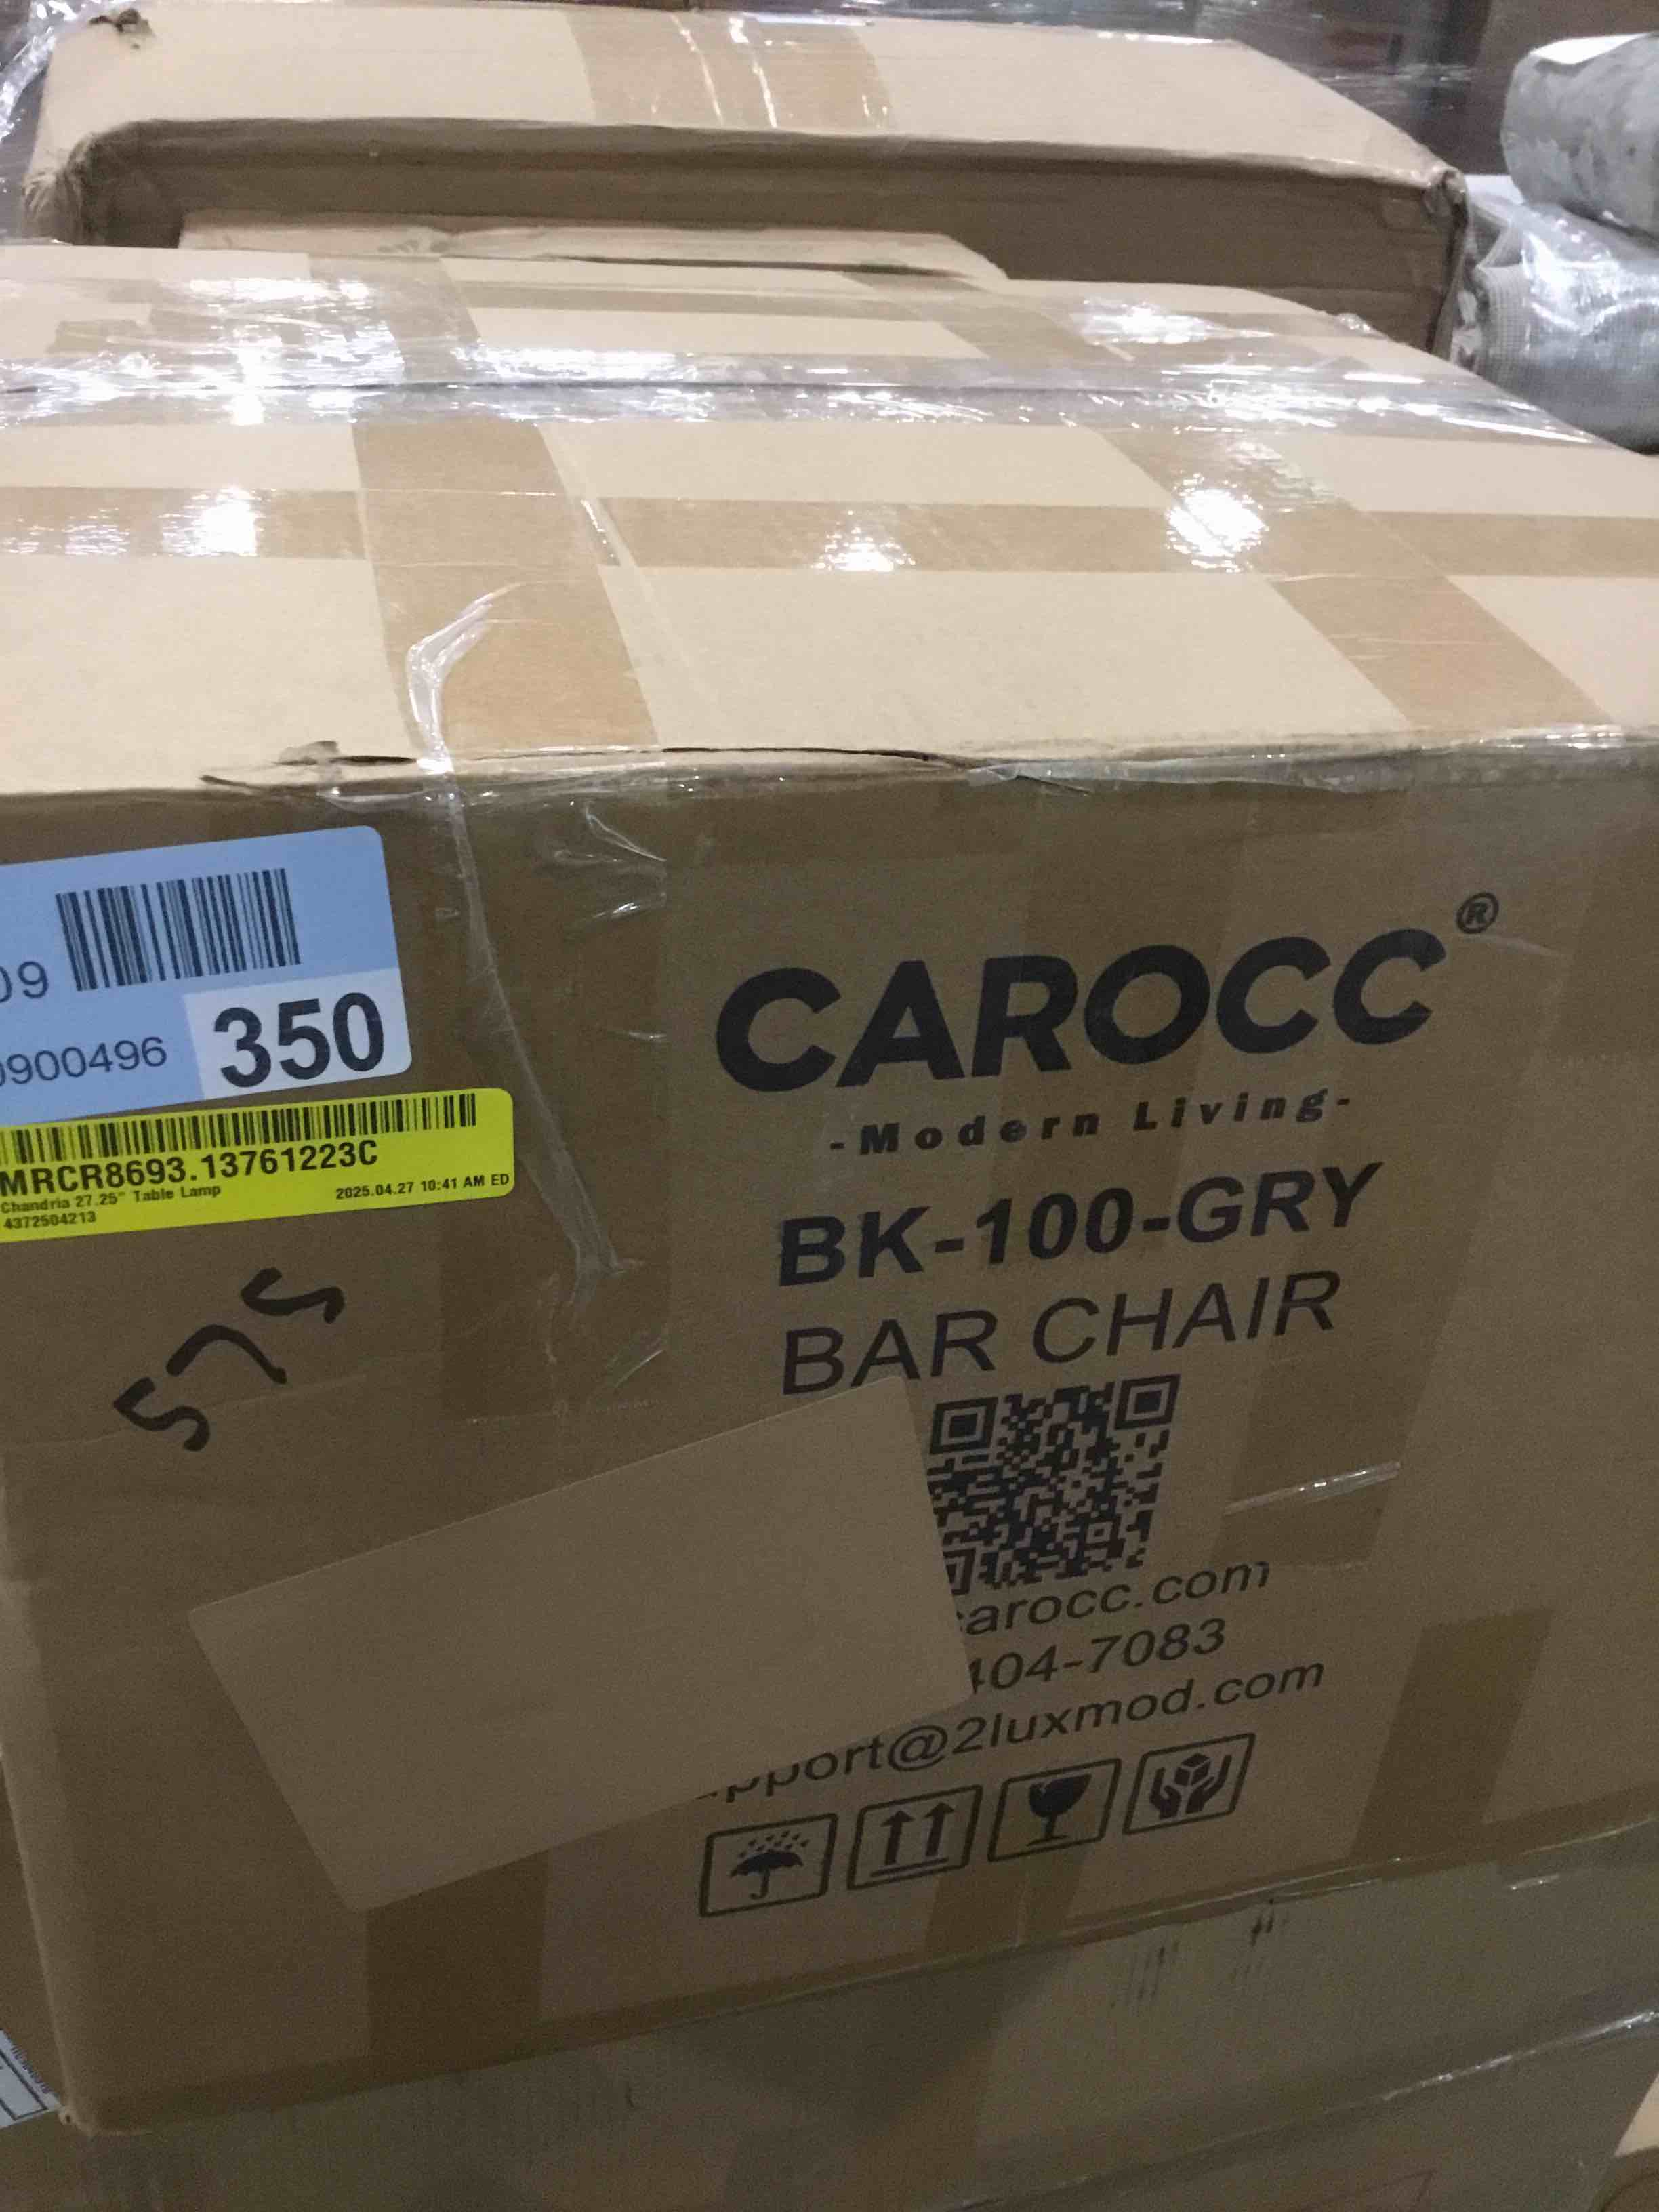 09
0900496
350
MRCR8693.13761223C
Chandria 27.25" Table Lamp
2025.04.27 10:41 AM ED
4372504213
575
CAROCC®
-Modern Living-
BK-100-GRY
BAR CHAIR
carocc.com
404-7083
pport@2luxmod.com